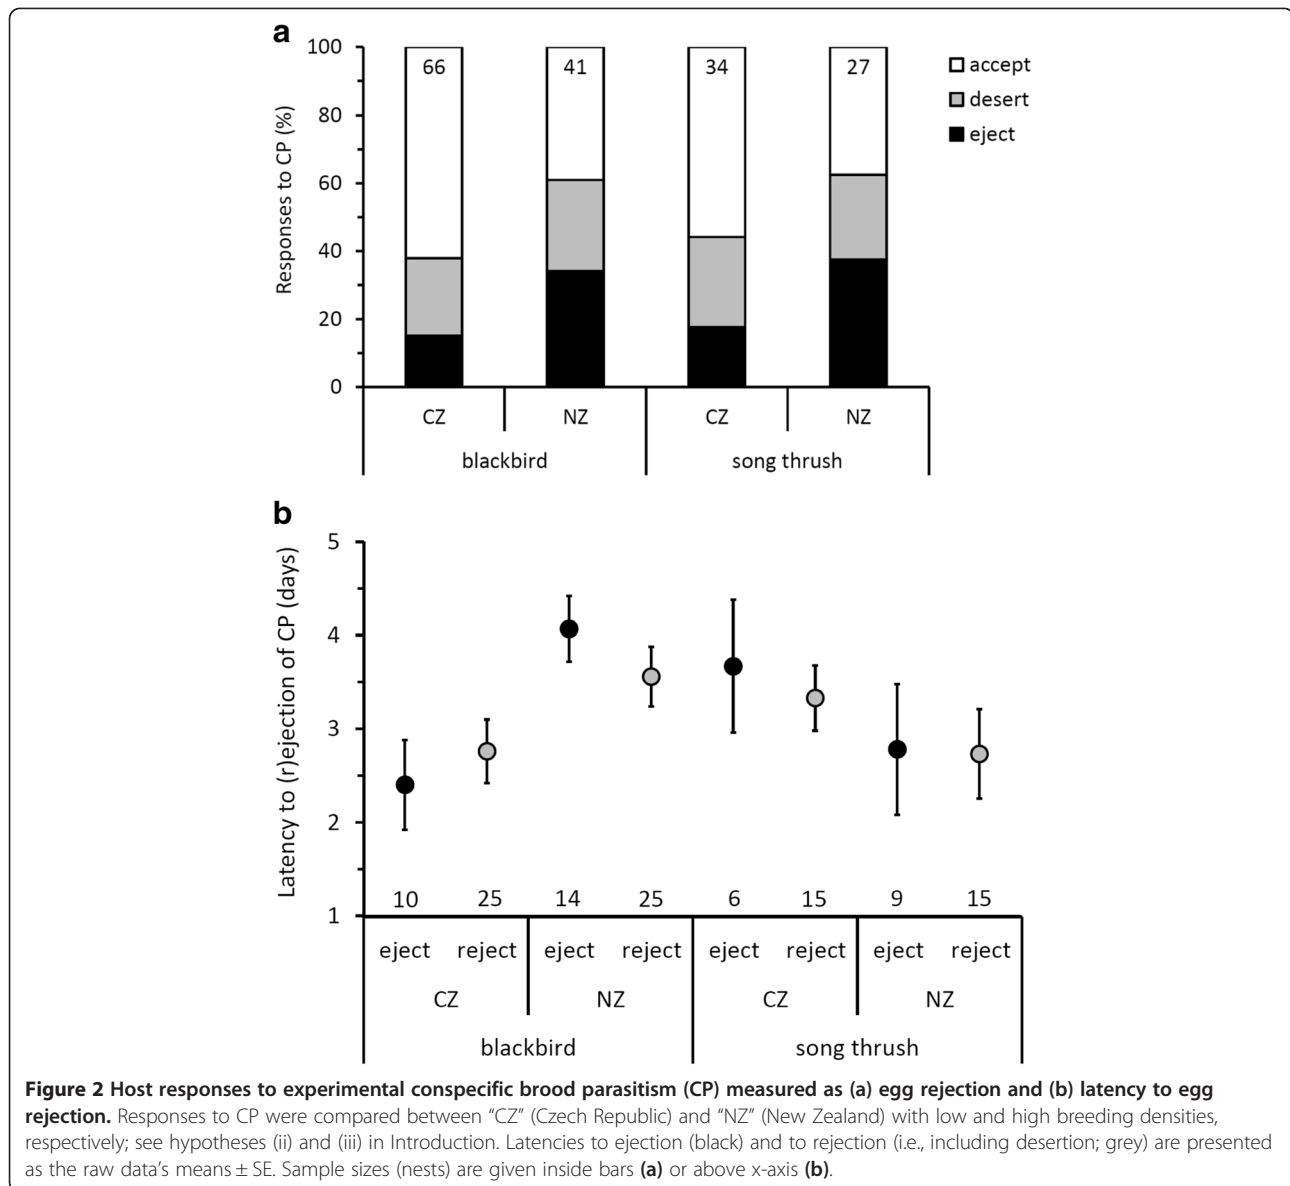 a
Responses to CP (%)
100
80
60
40
20
0
66
41
34
27
accept
desert
eject
CZ
NZ
CZ
NZ
blackbird
song thrush
b
Latency to (r)ejection of CP (days)
5
4
3
2
1
10 25 14 25 6 15 9 15
eject reject eject reject eject reject eject reject
CZ NZ CZ NZ
blackbird song thrush
Figure 2 Host responses to experimental conspecific brood parasitism (CP) measured as (a) egg rejection and (b) latency to egg
rejection. Responses to CP were compared between “CZ” (Czech Republic) and “NZ” (New Zealand) with low and high breeding densities,
respectively; see hypotheses (ii) and (iii) in Introduction. Latencies to ejection (black) and to rejection (i.e., including desertion; grey) are presented
as the raw data’s means ± SE. Sample sizes (nests) are given inside bars (a) or above x-axis (b).